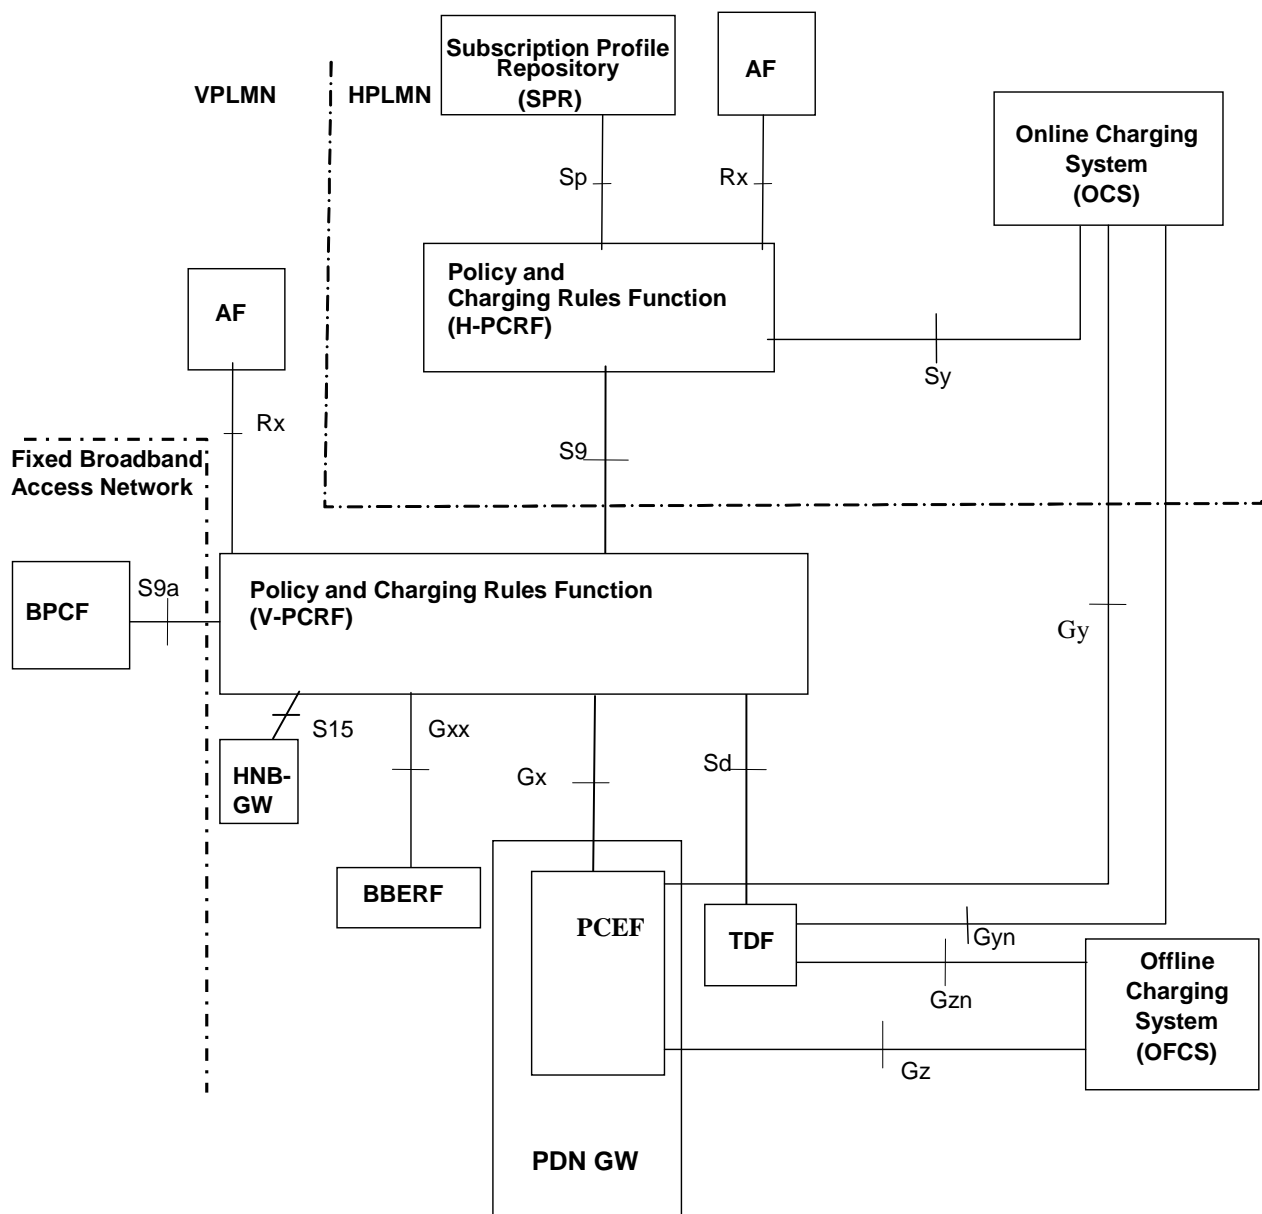 Subscription Profile
Repository
(SPR)
AF
VPLMN
HPLMN
Online Charging
System
(OCS)
Sp
Rx
Policy and
Charging Rules Function
(H-PCRF)
AF
Sy
Rx
S9
Fixed Broadband
Access Network
S9a
BPCF
Policy and Charging Rules Function
(V-PCRF)
Gy
S15
Gxx
Gx
Sd
HNB-
GW
BBERF
PCEF
TDF
Gyn
Gzn
Offline
Charging
System
(OFCS)
Gz
PDN GW